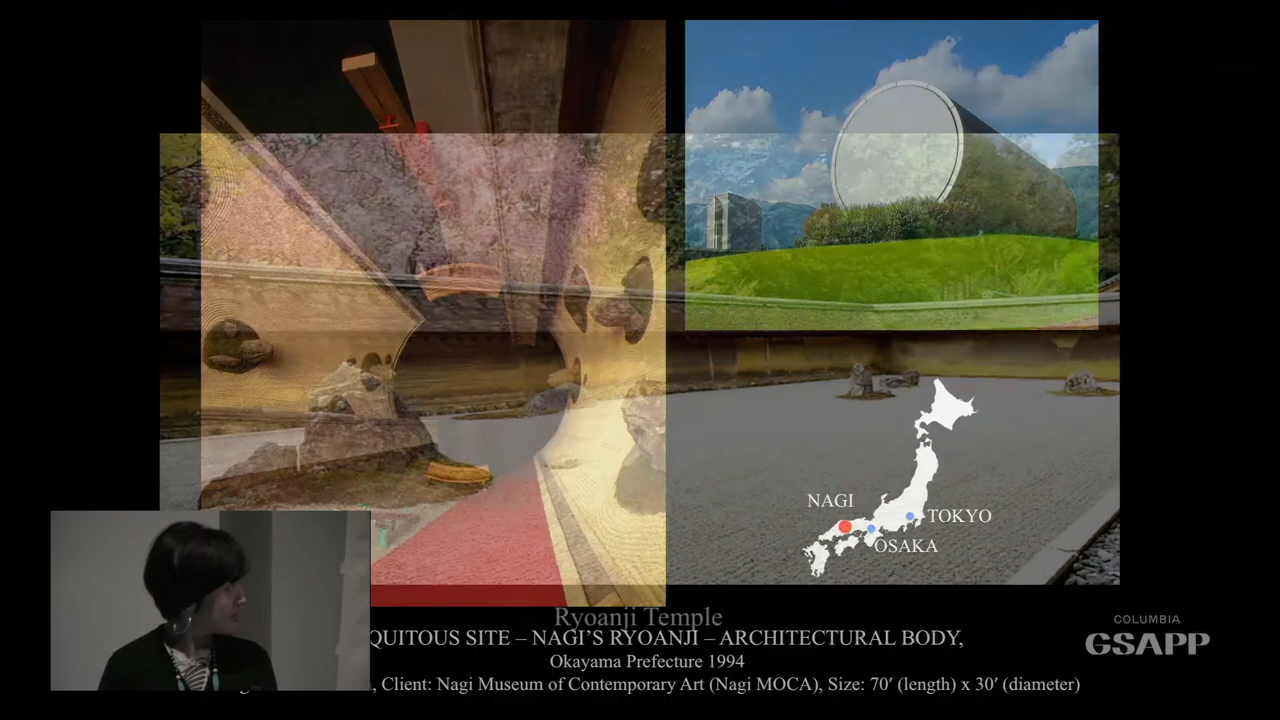 NAGI
TOKYO
OSAKA
Ryoanji Temple
QUITOUS SITE – NAGI'S RYOANJI – ARCHITECTURAL BODY,
Okayama Prefecture 1994
, Client: Nagi Museum of Contemporary Art (Nagi MOCA), Size: 70′ (length) x 30′ (diameter)
COLUMBIA
GSAPP